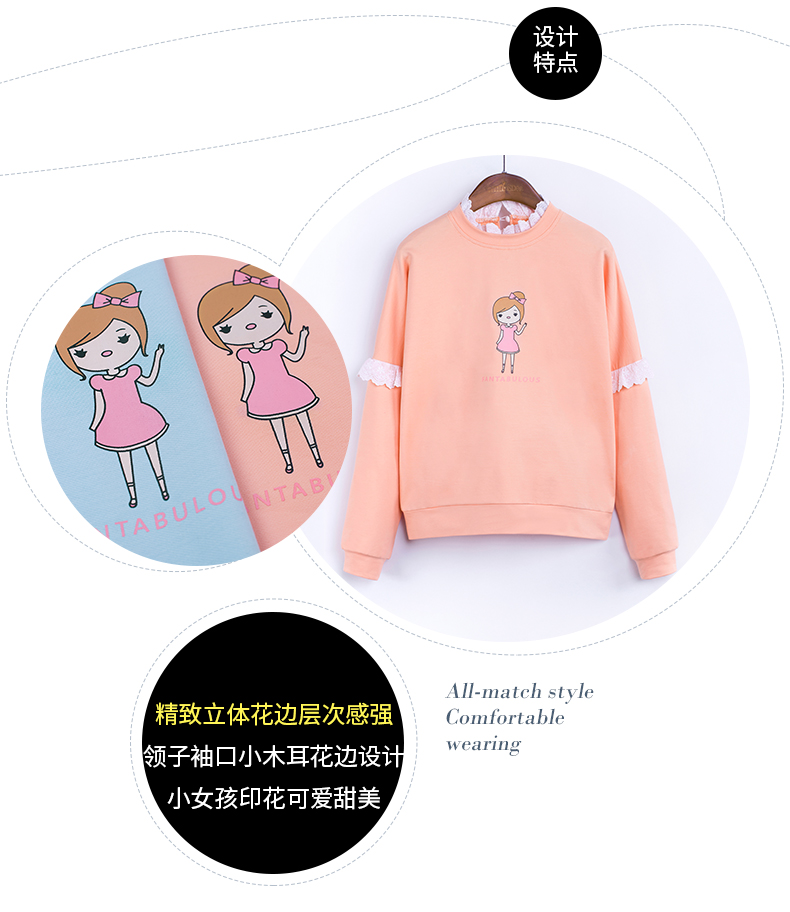 设计
特点
UNTABULOUS
NTABULOU
NTABU
精致立体花边层次感强
领子袖口小木耳花边设计
小女孩印花可爱甜美
All-match style
Comfortable
wearing